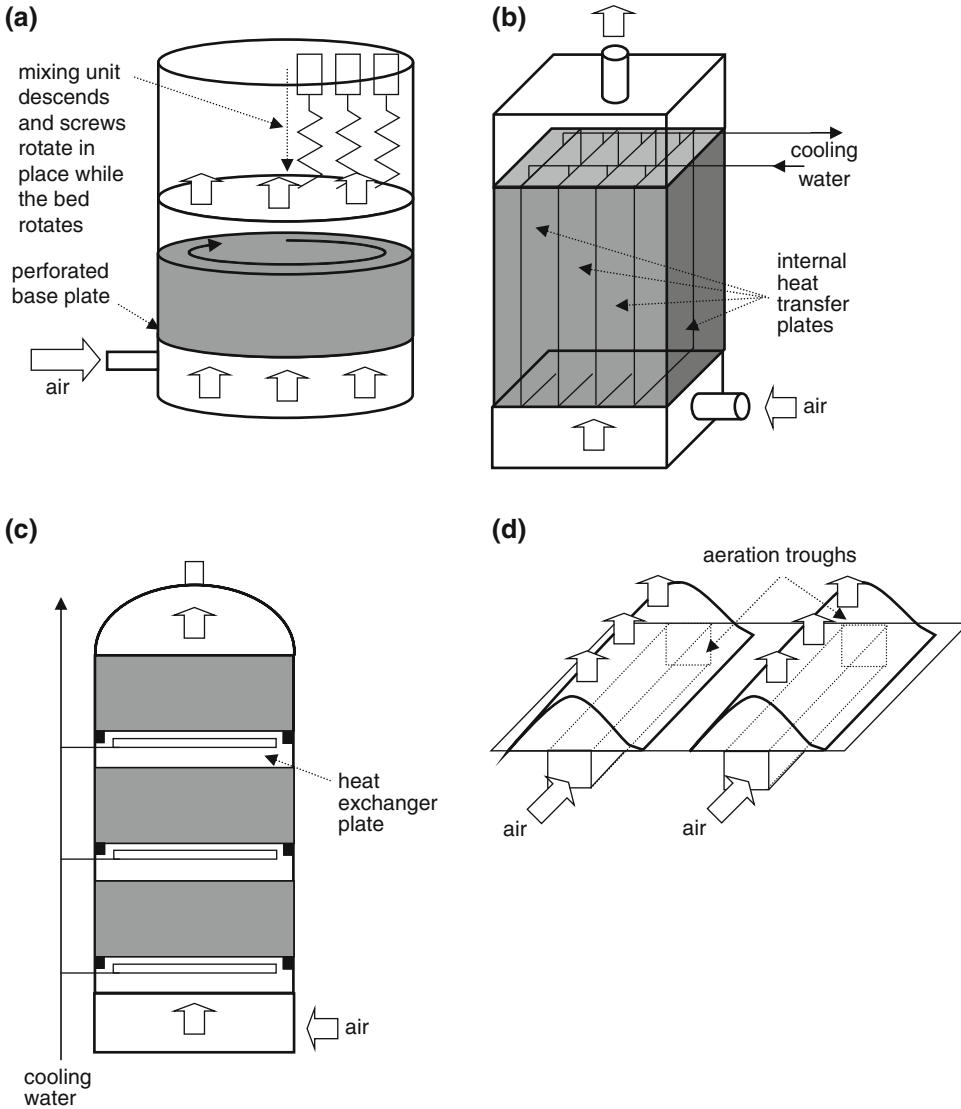 (a)
mixing unit
descends
and screws
rotate in
place while
the bed
rotates
perforated
base plate
air
(b)
cooling
water
internal
heat
transfer
plates
air
(c)
heat
exchanger
plate
air
cooling
water
(d)
aeration troughs
air
air